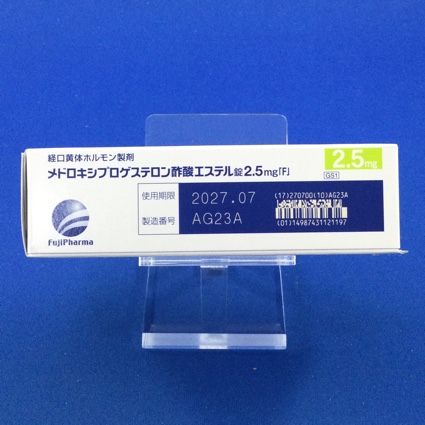 経口黄体ホルモン製剤
メドロキシプロゲステロン酢酸エステル錠2.5mg「F」
2.5mg
GS1
使用期限 2027.07
製造番号 AG23A
(17)270700(10)AG23A
(01)14987431121197
FujiPharma